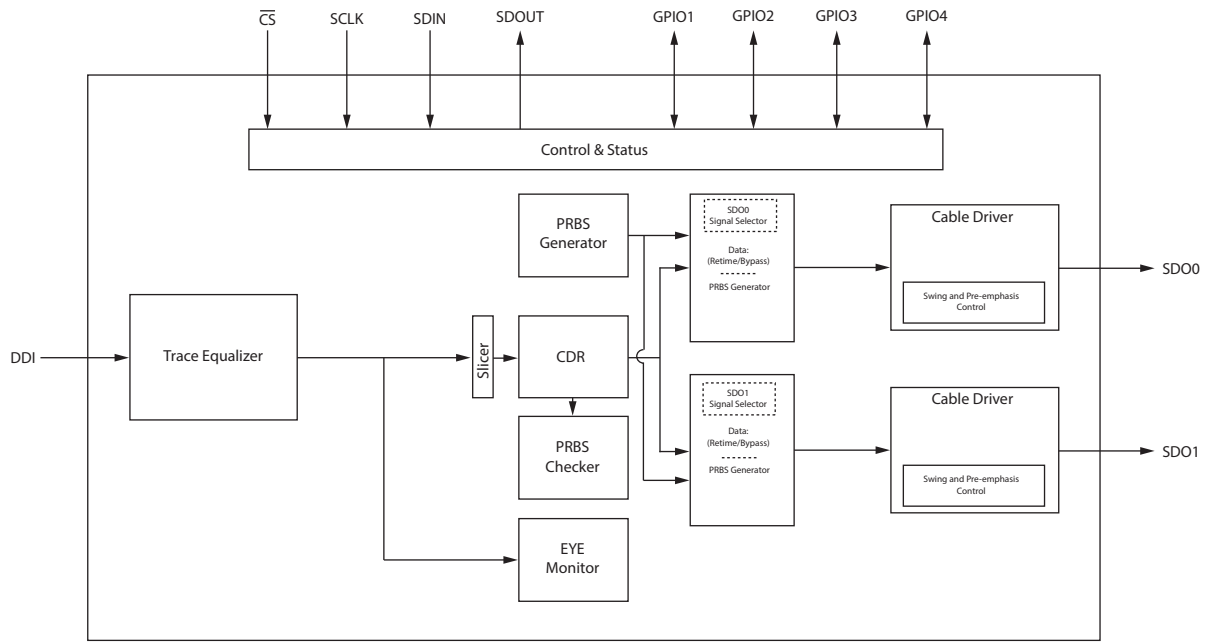 CS
SCLK
SDIN
SDOUT
GPIO1
GPIO2
GPIO3
GPIO4
Control & Status
PRBS
Generator
SDO0
Signal Selector
Data:
(Retime/Bypass)
PRBS Generator
Cable Driver
Swing and Pre-emphasis
Control
SDO0
DDI
Trace Equalizer
Slicer
CDR
PRBS
Checker
SDO1
Signal Selector
Data:
(Retime/Bypass)
PRBS Generator
Cable Driver
Swing and Pre-emphasis
Control
SDO1
EYE
Monitor